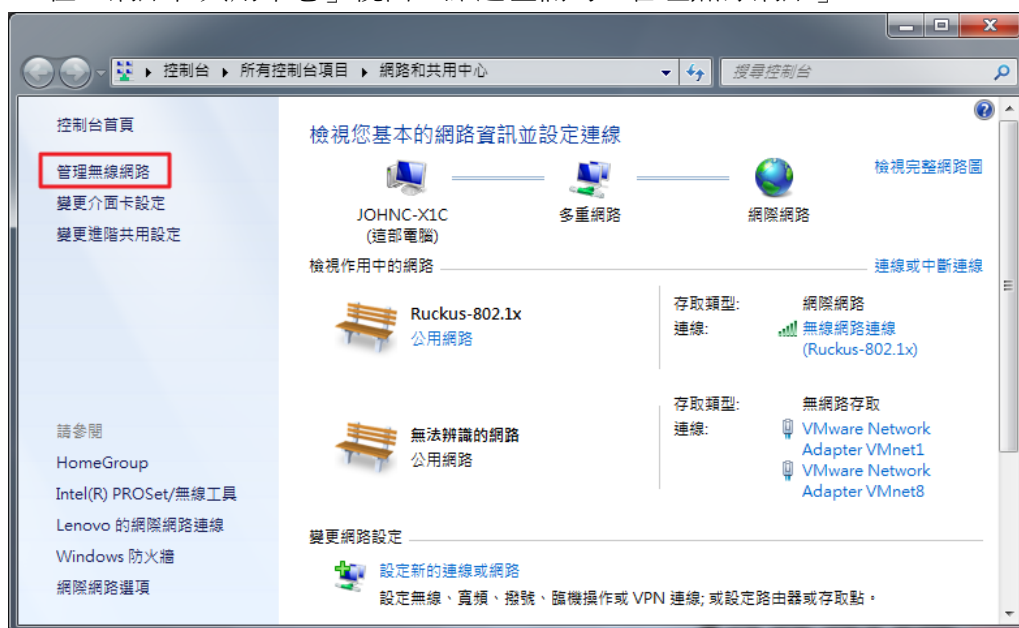 控制台 ▸ 所有控制台項目 ▸ 網路和共用中心
搜尋控制台
控制台首頁
管理無線網路
變更介面卡設定
變更進階共用設定
請參閱
HomeGroup
Intel(R) PROSet/無線工具
Lenovo 的網際網路連線
Windows 防火牆
網際網路選項
檢視您基本的網路資訊並設定連線
檢視完整網路圖
JOHNC-X1C
(這部電腦)
多重網路
網際網路
檢視作用中的網路
連線或中斷連線
Ruckus-802.1x
公用網路
存取類型: 網際網路
連線: 無線網路連線
(Ruckus-802.1x)
無法辨識的網路
公用網路
存取類型: 無網路存取
連線: VMware Network
Adapter VMnet1
VMware Network
Adapter VMnet8
變更網路設定
設定新的連線或網路
設定無線、寬頻、撥號、臨機操作或 VPN 連線; 或設定路由器或存取點。